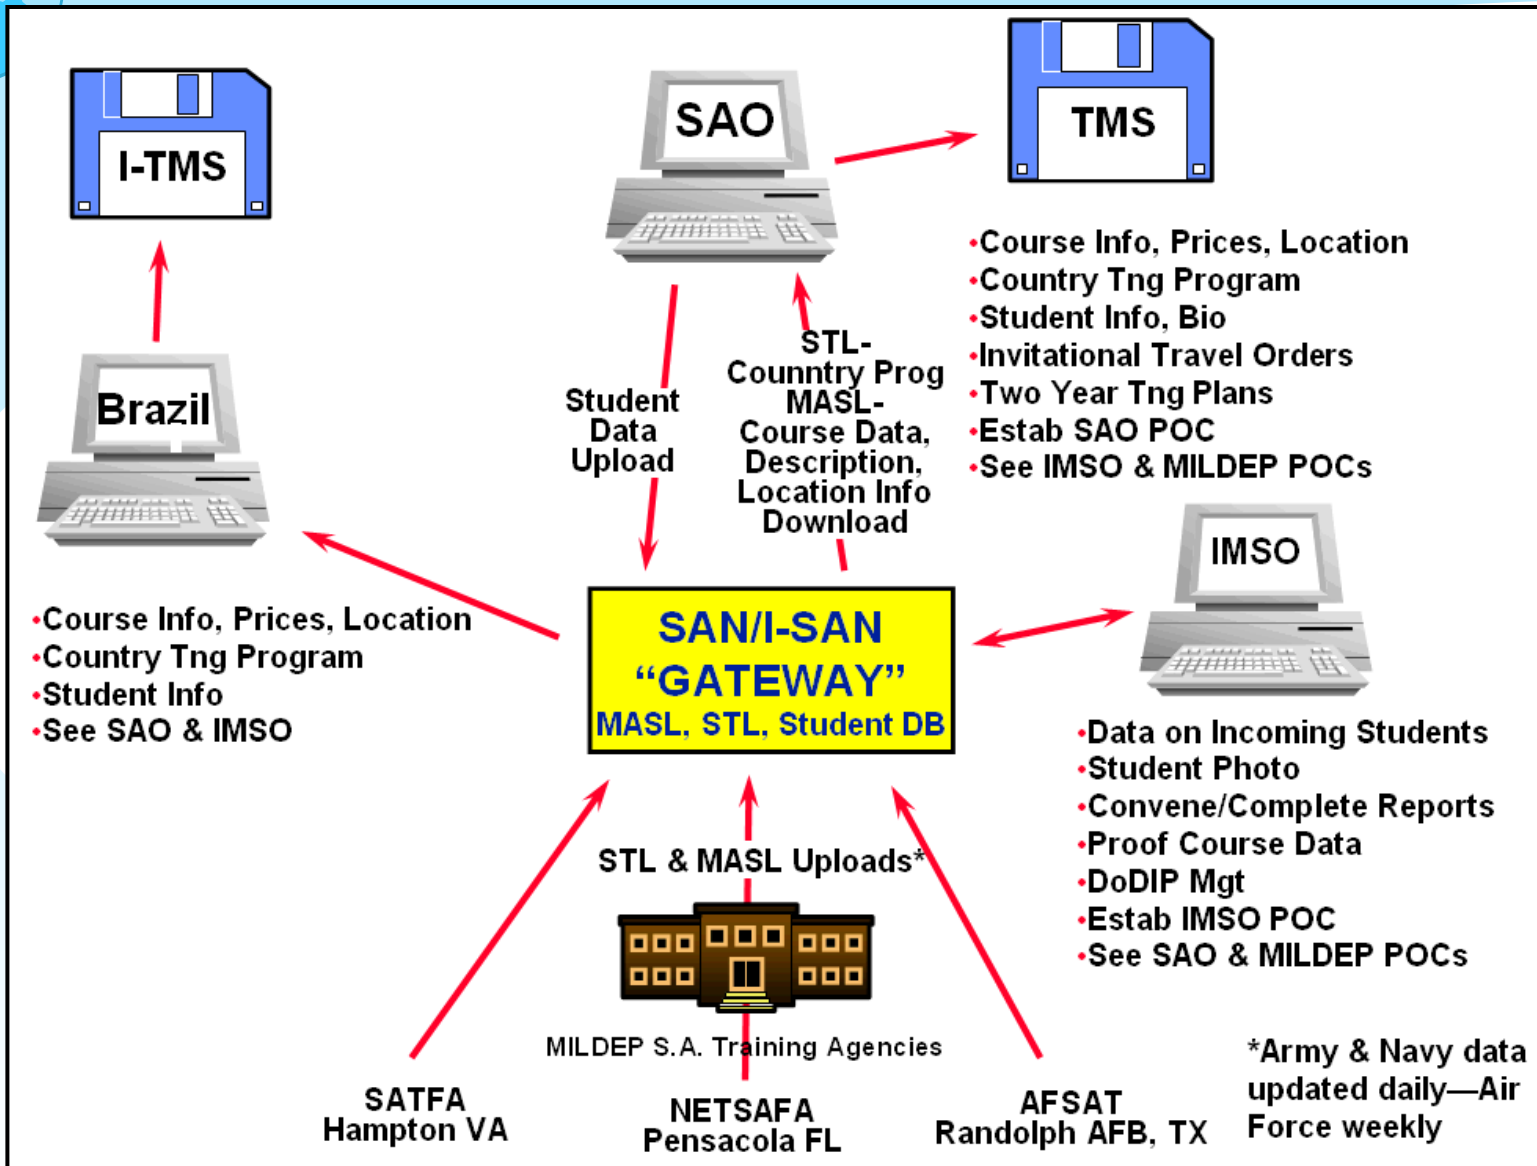 I-TMS
SAO
TMS
•Course Info, Prices, Location
•Country Tng Program
•Student Info, Bio
•Invitational Travel Orders
•Two Year Tng Plans
•Estab SAO POC
•See IMSO & MILDEP POCs
Brazil
Student
Data
Upload
STL-
Counntry Prog
MASL-
Course Data,
Description,
Location Info
Download
IMSO
•Course Info, Prices, Location
•Country Tng Program
•Student Info
•See SAO & IMSO
SAN/I-SAN
“GATEWAY”
MASL, STL, Student DB
•Data on Incoming Students
•Student Photo
•Convene/Complete Reports
•Proof Course Data
•DoDIP Mgt
•Estab IMSO POC
•See SAO & MILDEP POCs
STL & MASL Uploads*
MILDEP S.A. Training Agencies
SATFA
Hampton VA
NETSAFA
Pensacola FL
AFSAT
Randolph AFB, TX
*Army & Navy data
updated daily—Air
Force weekly